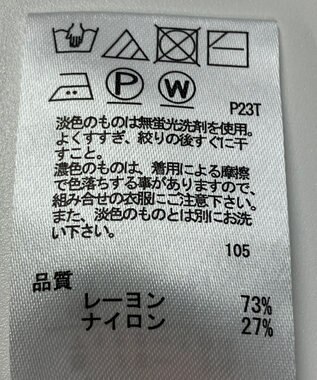 P
W
P23T
淡色のものは無蛍光洗剤を使用。
よくすすぎ、絞りの後すぐに干
すこと。
濃色のものは、着用による摩擦
で色落ちする事がありますので、
組み合せの衣服にご注意下さい。
また、淡色のものとは別にお洗
い下さい。
105
品質
レーヨン 73%
ナイロン 27%